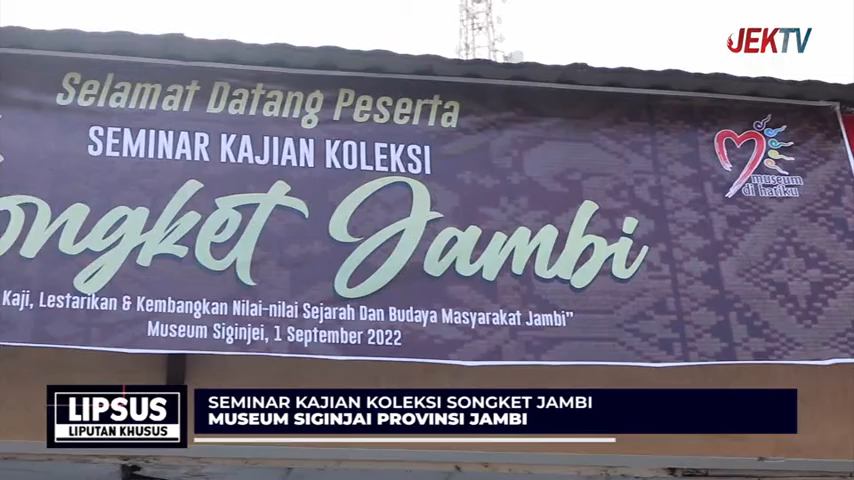 JEKTV
Selamat Datang Peserta
SEMINAR KAJIAN KOLEKSI
ongket Jambi
museum
di hatiku
Kaji, Lestarikan & Kembangkan Nilai-nilai Sejarah Dan Budaya Masyarakat Jambi"
Museum Siginjei, 1 September 2022
LIPSUS
LIPUTAN KHUSUS
SEMINAR KAJIAN KOLEKSI SONGKET JAMBI
MUSEUM SIGINJAI PROVINSI JAMBI